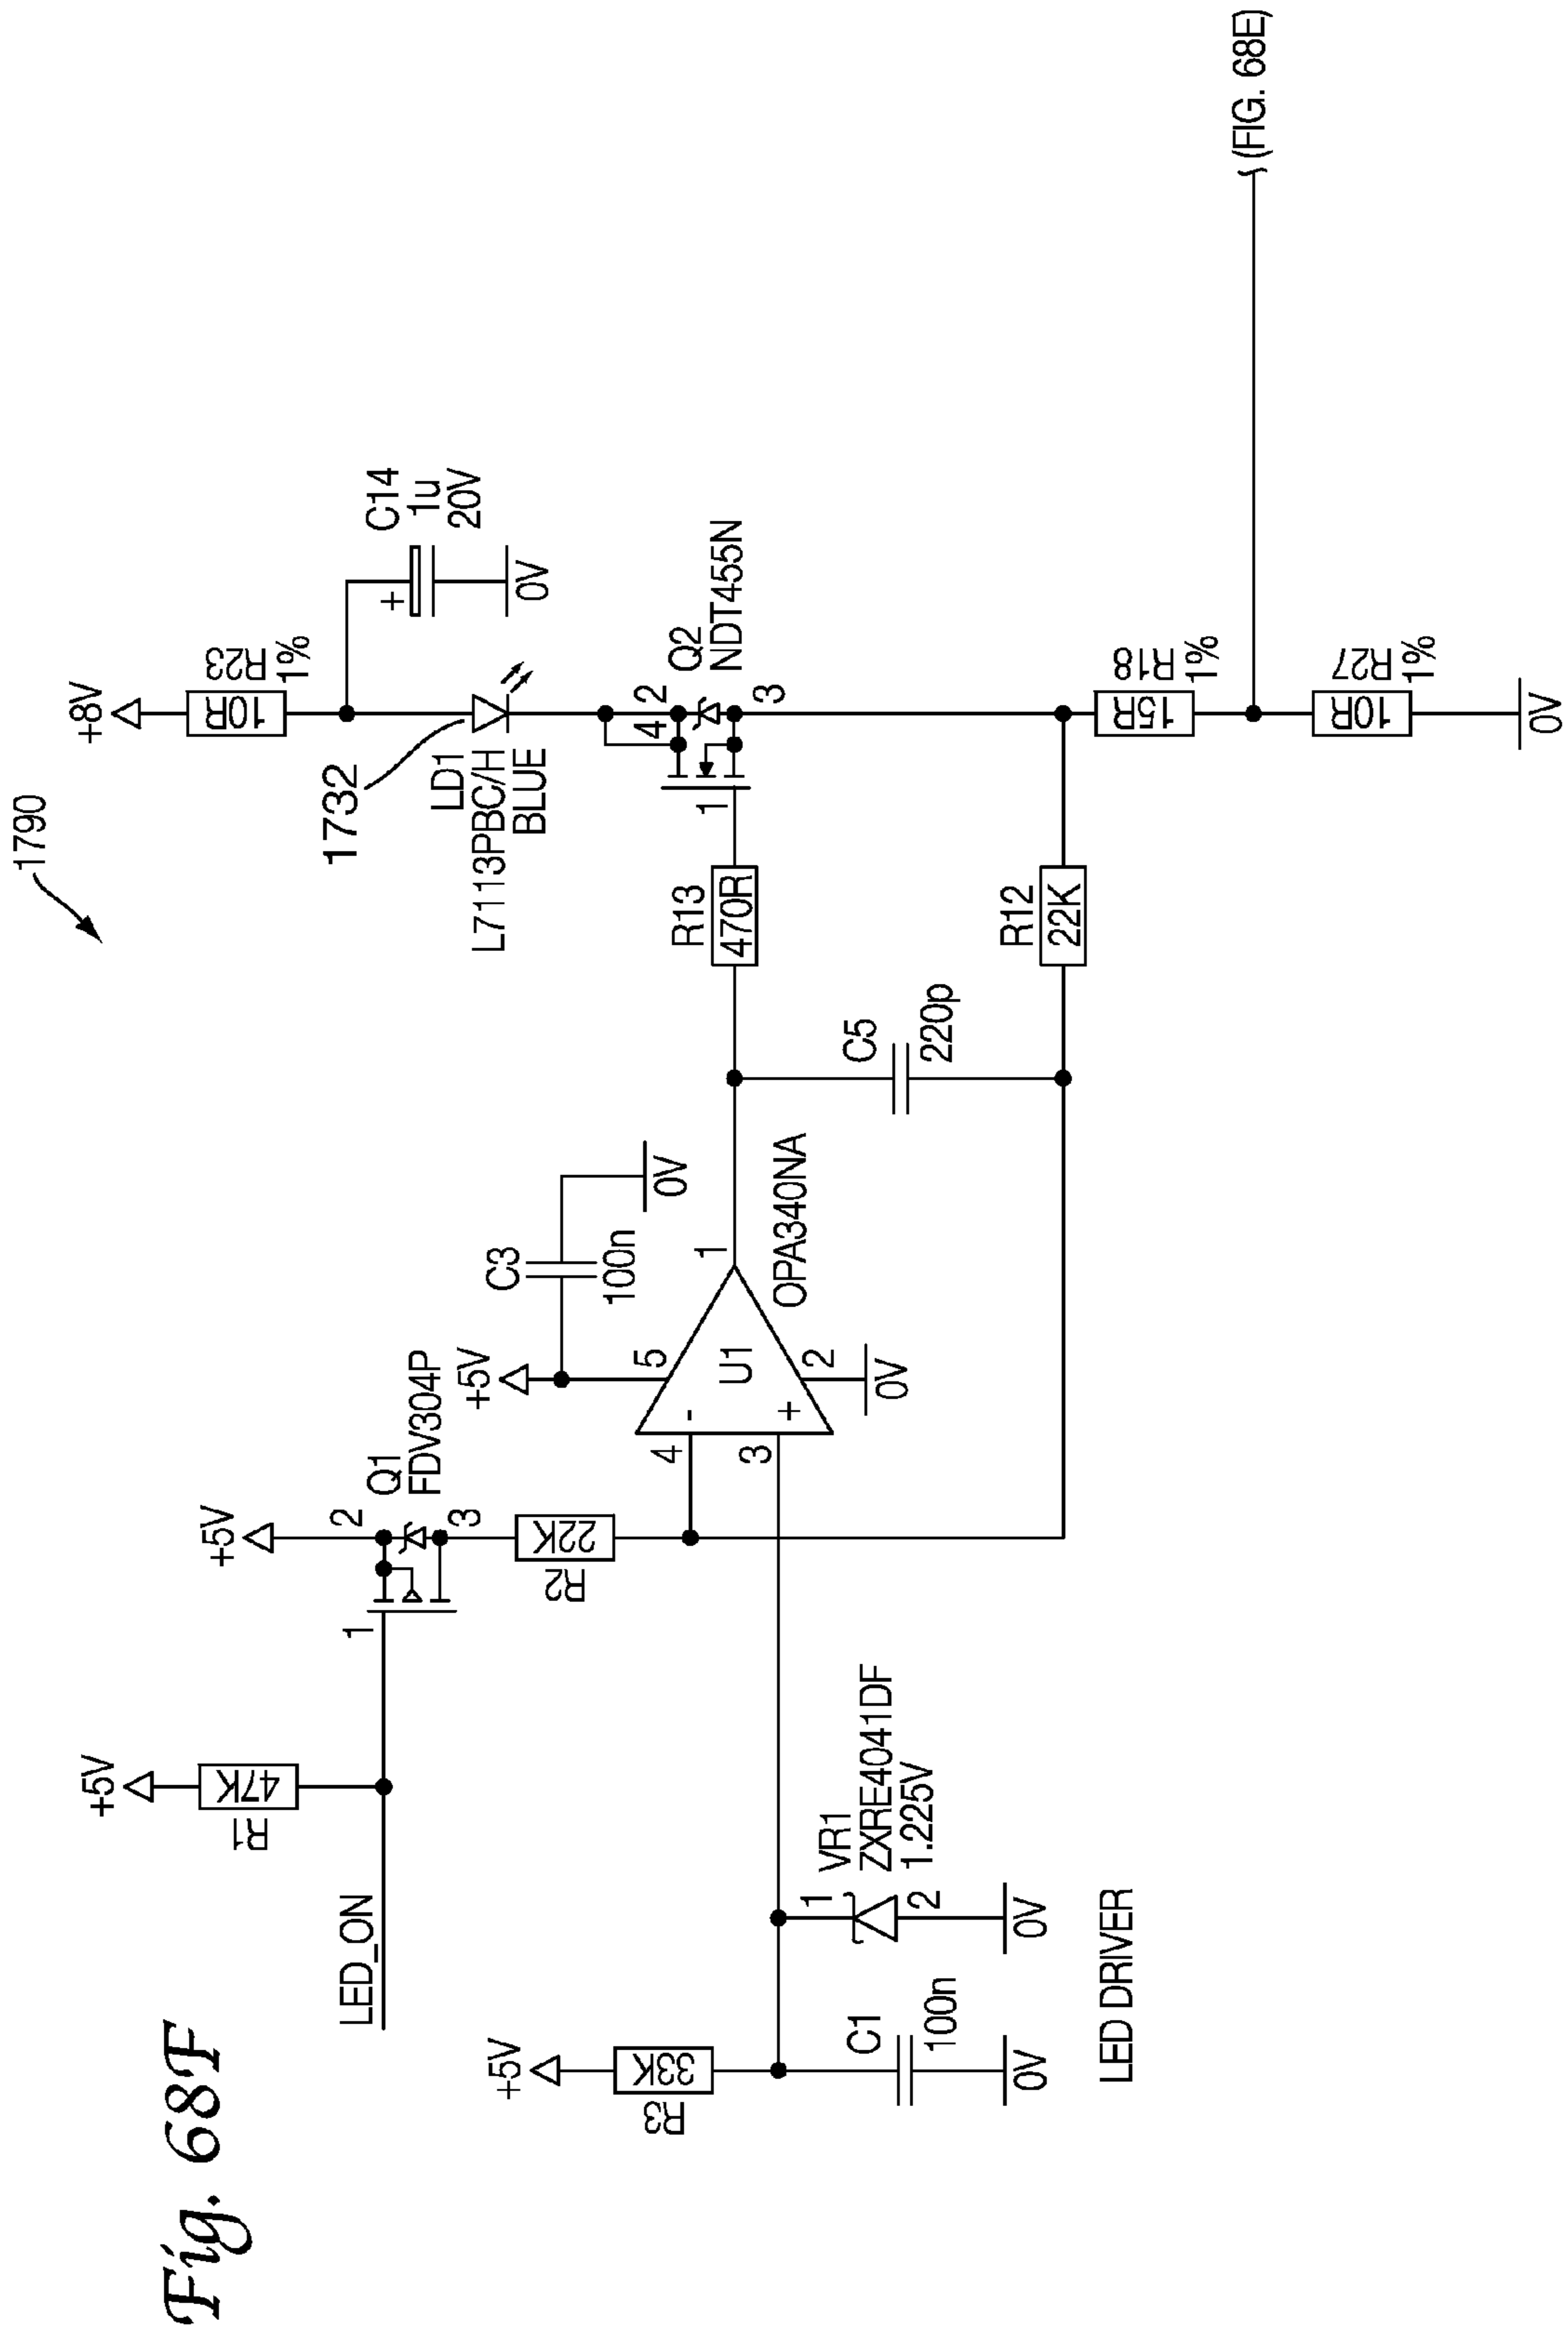 Fig. 68F
1790
LED_ON
+5V
R1
47K
+5V
2
Q1
FDV304P
1
3
R2
22K
+5V
C3
100n
0V
4
-
5
U1
1
3
+
2
0V
OPA340NA
+5V
R3
33K
C1
100n
0V
VR1
ZXRE4041DF
1.225V
1
2
0V
C5
220p
R13
470R
R12
22K
+8V
10R
R23
1%
+
C14
1u
20V
0V
1732
LD1
L7113PBC/H
BLUE
4
2
Q2
NDT455N
1
3
15R
R18
1%
(FIG. 68E)
10R
R27
1%
0V
LED DRIVER